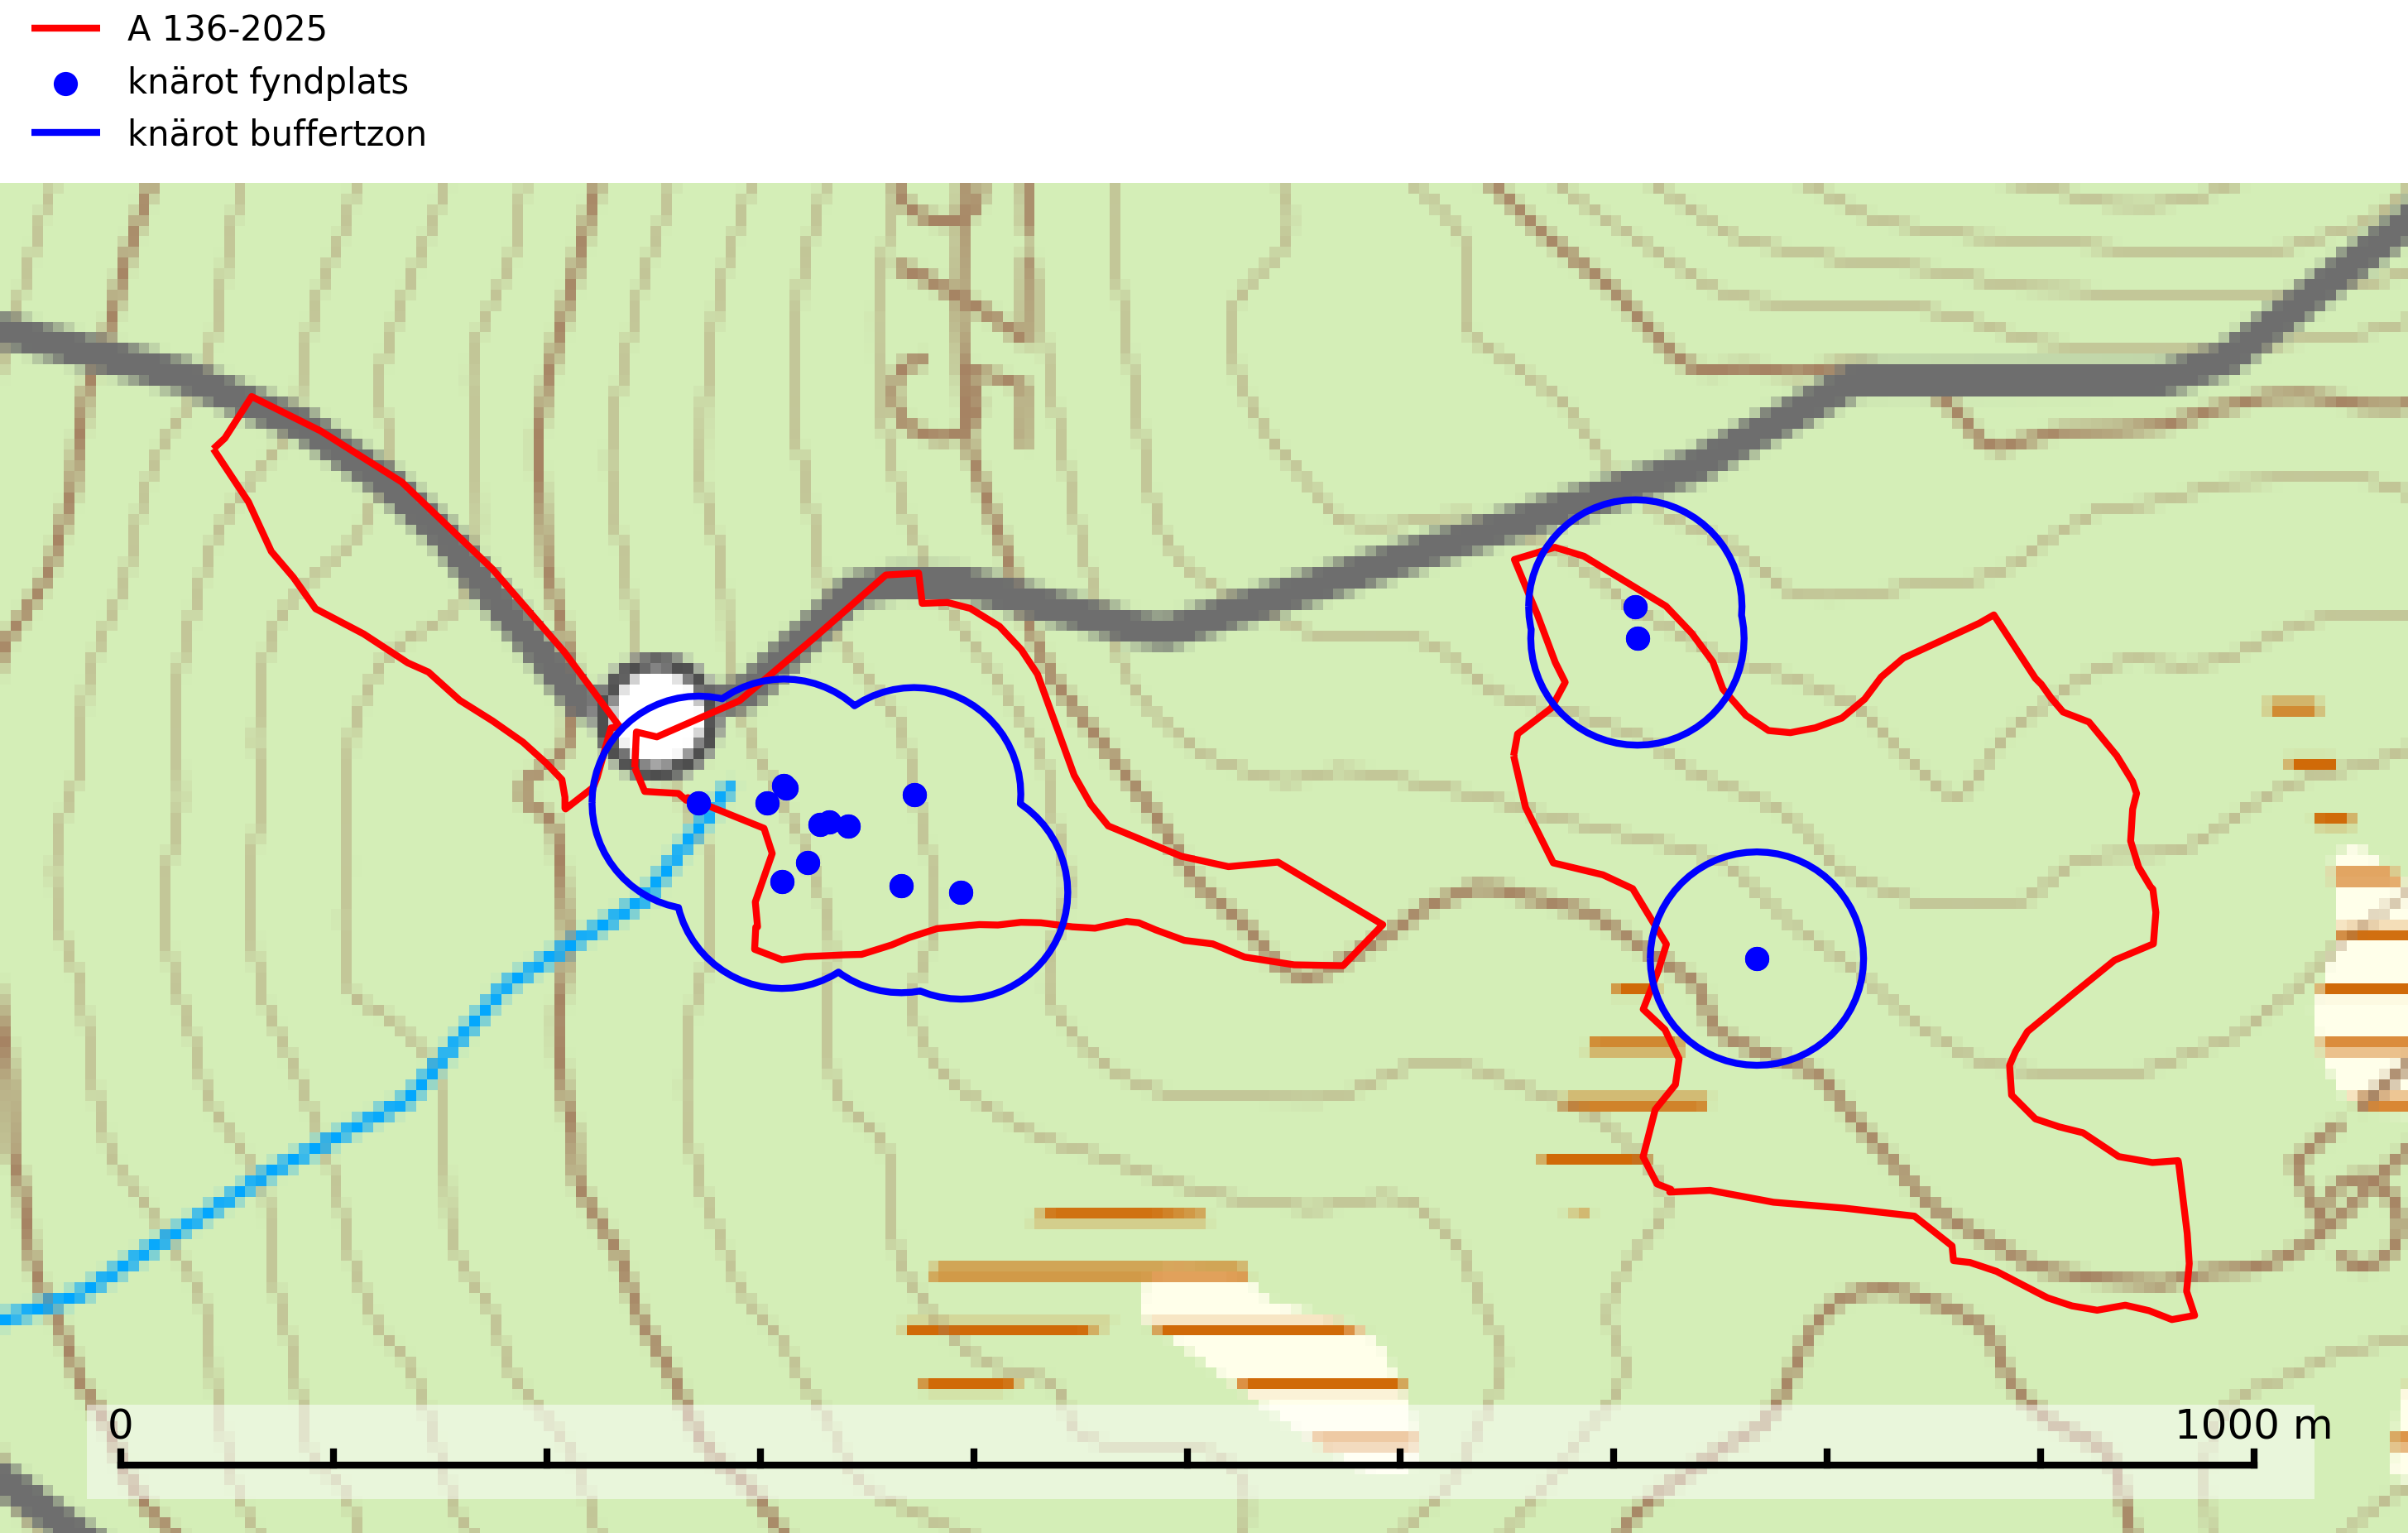 A 136-2025
knärot fyndplats
knärot buffertzon
0
1000 m